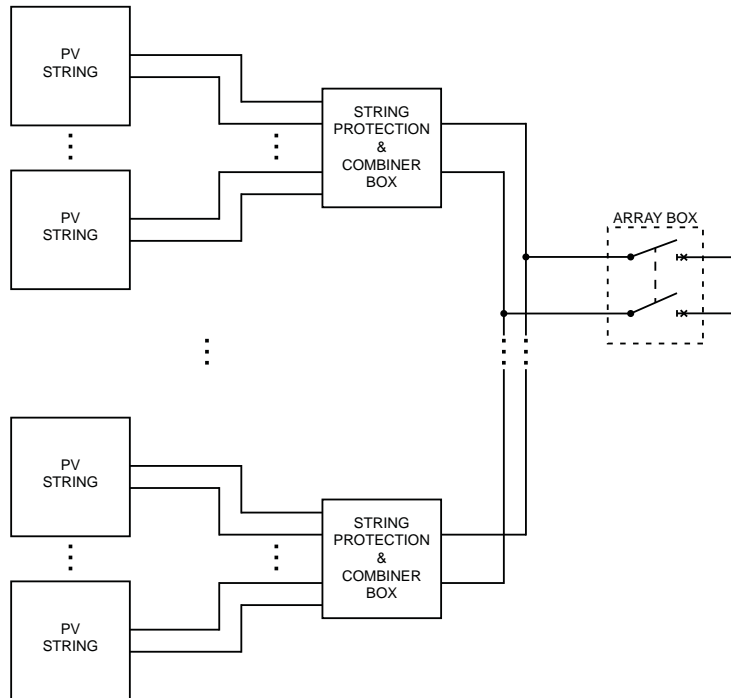 PV
STRING
STRING
PROTECTION
&
COMBINER
BOX
PV
STRING
ARRAY BOX
PV
STRING
STRING
PROTECTION
&
COMBINER
BOX
PV
STRING